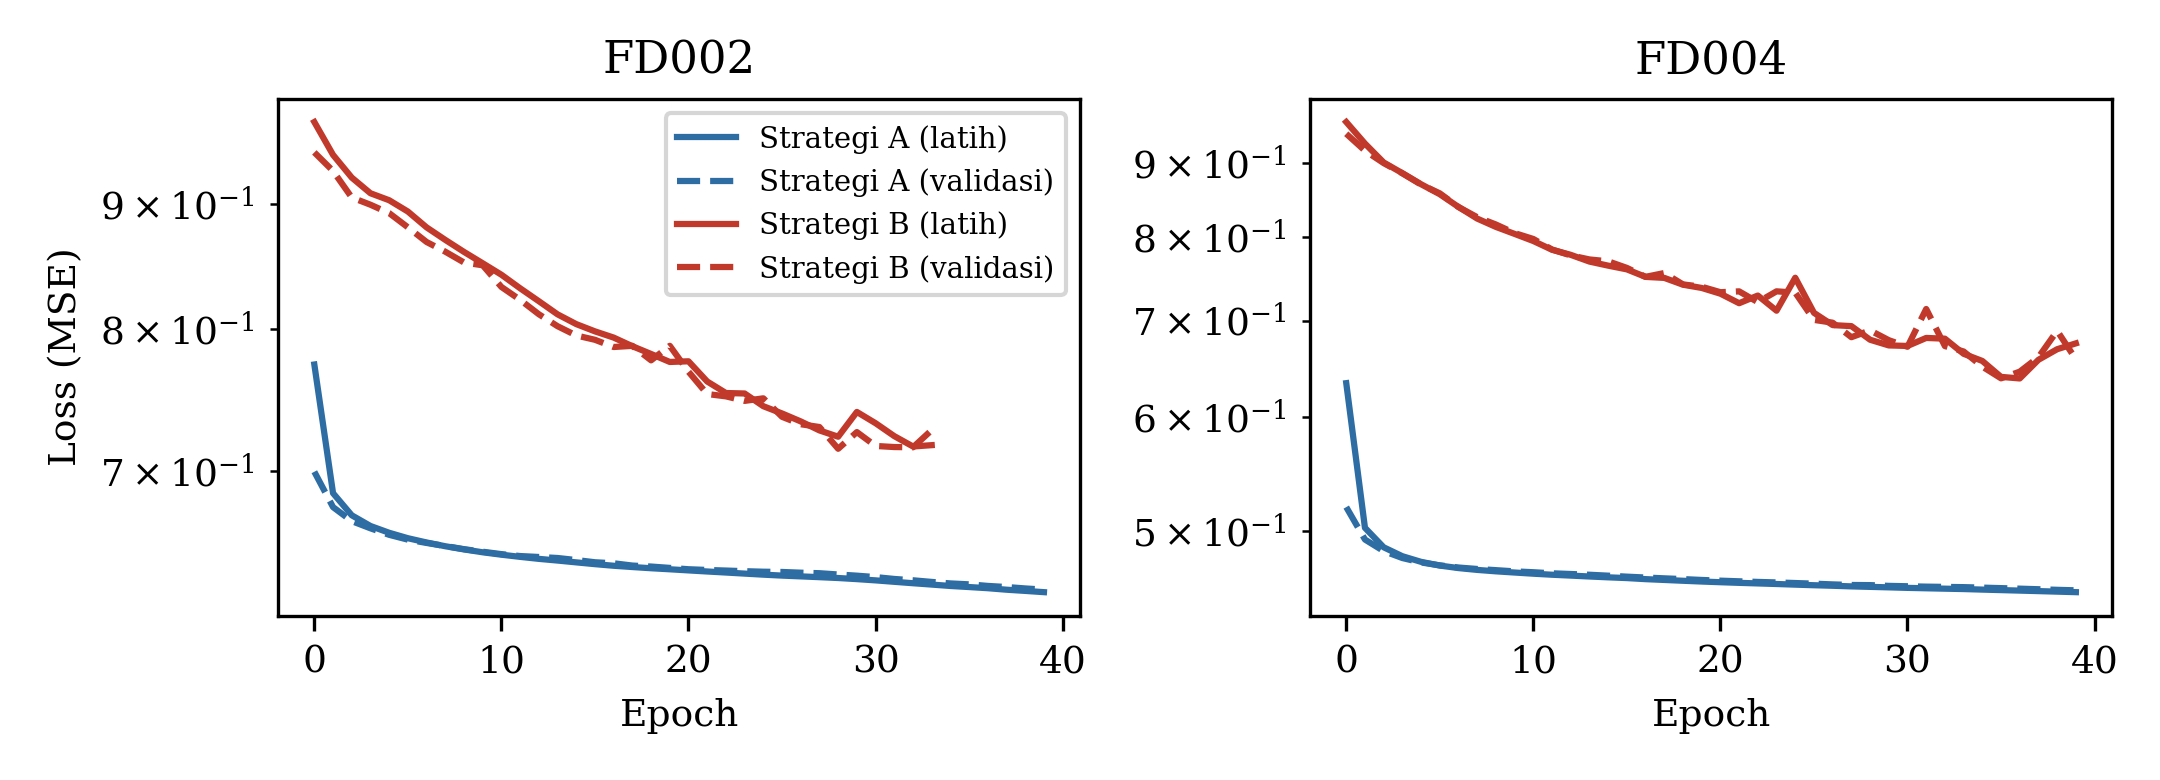 FD002
9 × 10⁻¹
8 × 10⁻¹
7 × 10⁻¹
Loss (MSE)
Strategi A (latih)
Strategi A (validasi)
Strategi B (latih)
Strategi B (validasi)
0 10 20 30 40
Epoch
FD004
9 × 10⁻¹
8 × 10⁻¹
7 × 10⁻¹
6 × 10⁻¹
5 × 10⁻¹
0 10 20 30 40
Epoch